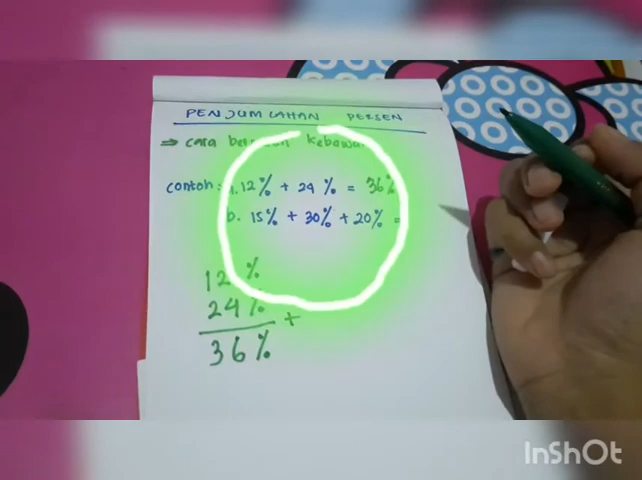 PENJUMLAHAN PERSEN
⇒ cara
contoh: a. 12% + 24% = 36%
b. 15% + 30% + 20% =
12%
24%
+
36%
InShOt